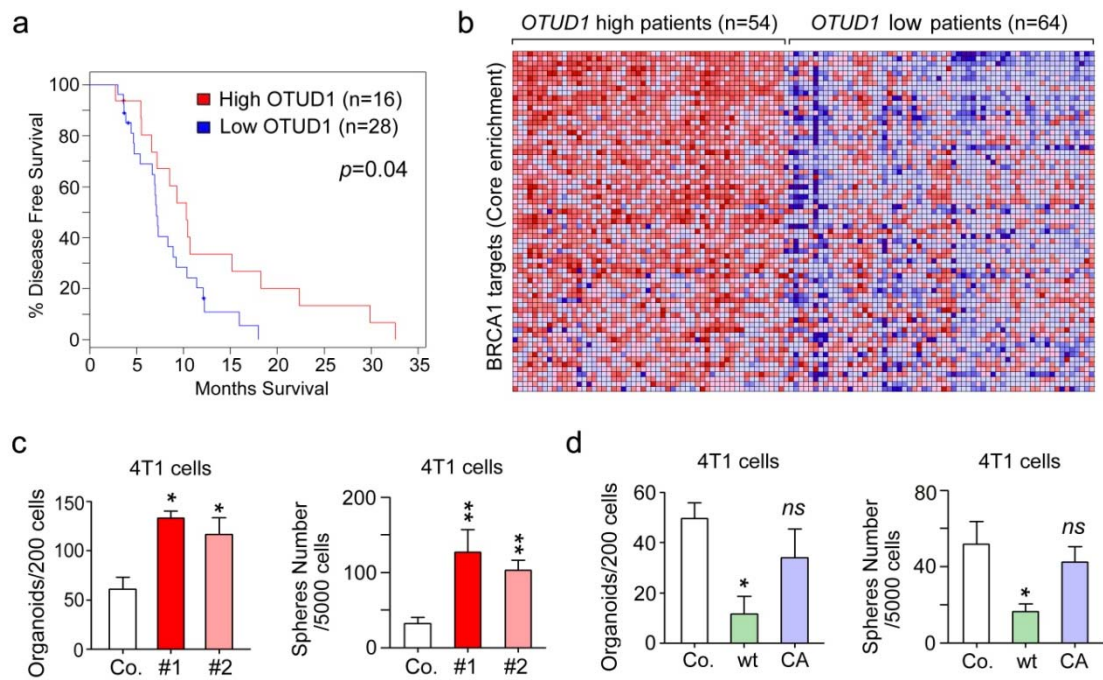 a
100
80
60
40
20
0
% Disease Free Survival
High OTUD1 (n=16)
Low OTUD1 (n=28)
p=0.04
0 5 10 15 20 25 30 35
Months Survival
b
OTUD1 high patients (n=54) OTUD1 low patients (n=64)
BRCA1 targets (Core enrichment)
c
4T1 cells
Organoids/200 cells
150
100
50
0
* *
Co. #1 #2
4T1 cells
Spheres Number
/5000 cells
200
100
0
** **
Co. #1 #2
d
4T1 cells
Organoids/200 cells
60
40
20
0
* ns
Co. wt CA
4T1 cells
Spheres Number
/5000 cells
80
40
0
* ns
Co. wt CA